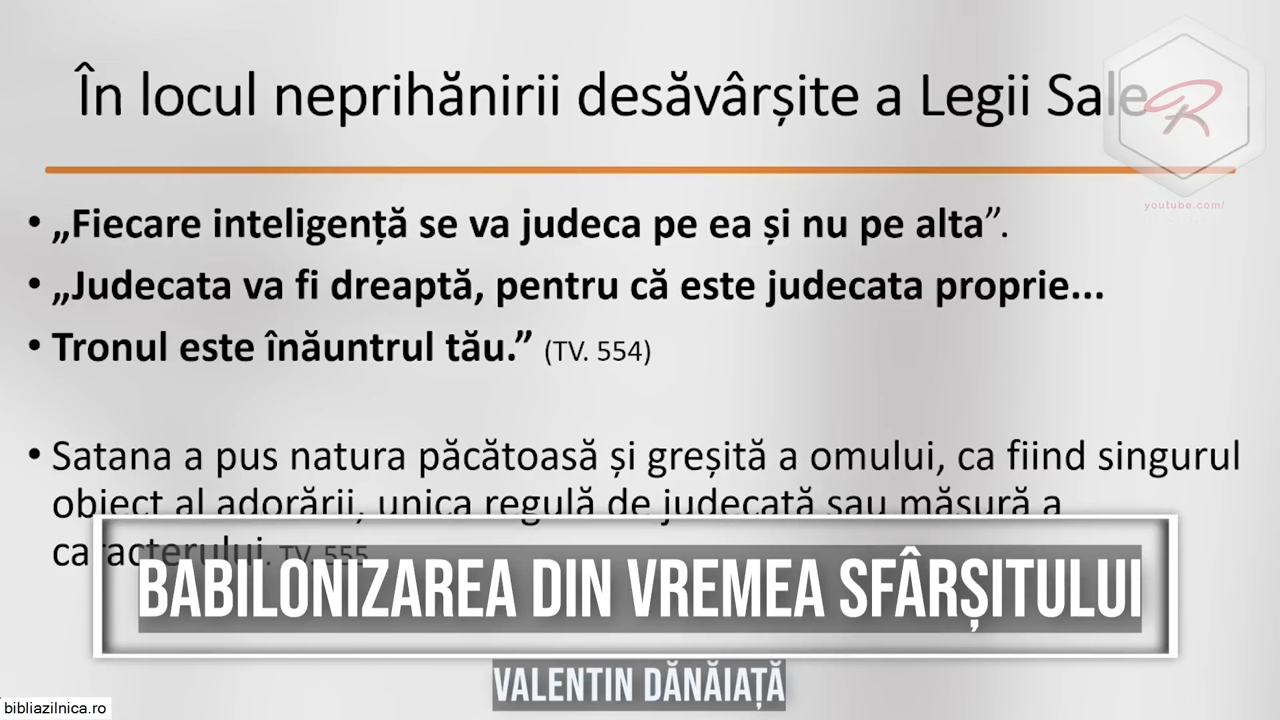 În locul neprihănirii desăvârșite a Legii Sale
R
youtube.com/
• „Fiecare inteligență se va judeca pe ea și nu pe alta”.
• „Judecata va fi dreaptă, pentru că este judecata proprie...
• Tronul este înăuntrul tău.” (TV. 554)
• Satana a pus natura păcătoasă și greșită a omului, ca fiind singurul
obiect al adorării, unica regulă de judecată sau măsură a
caracterului. TV. 555
BABILONIZAREA DIN VREMEA SFÂRȘITULUI
VALENTIN DĂNĂIAȚĂ
bibliazilnica.ro